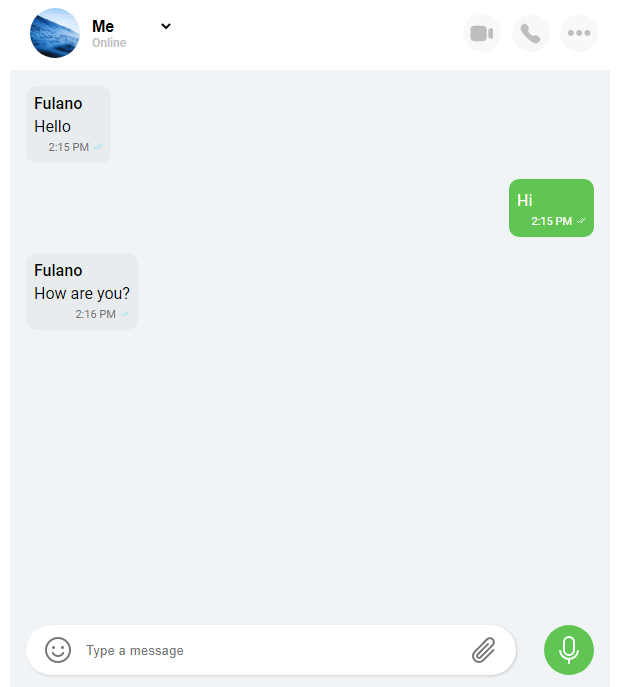 Me
Online
Fulano
Hello
2:15 PM
Hi
2:15 PM
Fulano
How are you?
2:16 PM
Type a message